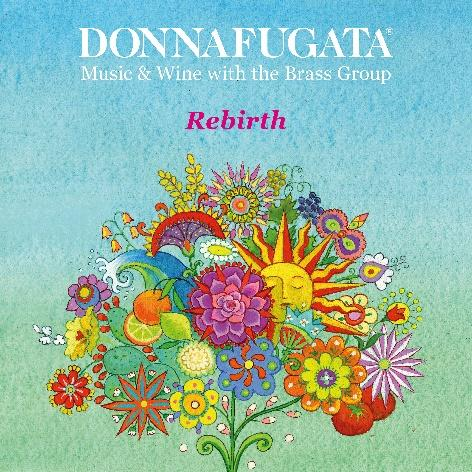 DONNAFUGATA®
Music & Wine with the Brass Group
Rebirth